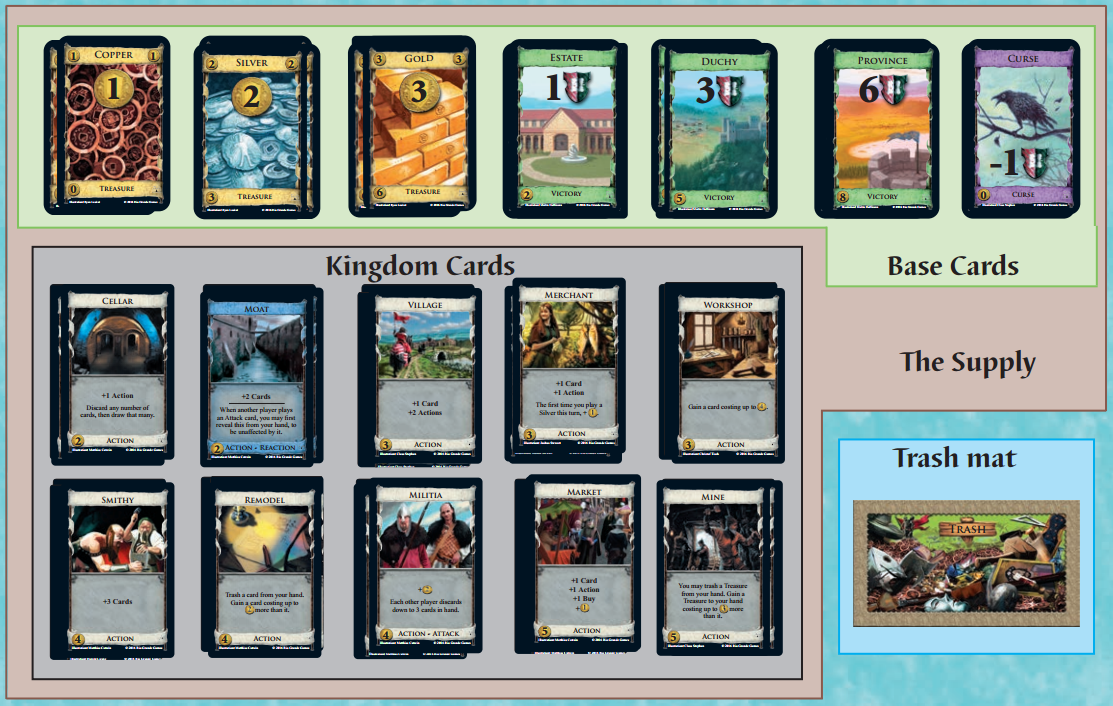 1 COPPER 1
1
0 TREASURE
2 SILVER 2
2
3 TREASURE
3 GOLD 3
3
6 TREASURE
ESTATE
1
2 VICTORY
DUCHY
3
5 VICTORY
PROVINCE
6
8 VICTORY
CURSE
-1
0 CURSE
Base Cards
Kingdom Cards
CELLAR
+1 Action
Discard any number of
cards, then draw that many.
2 ACTION
MOAT
+2 Cards
When another player plays
an Attack card, you may first
reveal this from your hand, to
be unaffected by it.
2 ACTION - REACTION
VILLAGE
+1 Card
+2 Actions
3 ACTION
MERCHANT
+1 Card
+1 Action
The first time you play a
Silver this turn, + 1.
3 ACTION
WORKSHOP
Gain a card costing up to 4.
3 ACTION
The Supply
SMITHY
+3 Cards
4 ACTION
REMODEL
Trash a card from your hand.
Gain a card costing up to
2 more than it.
4 ACTION
MILITIA
+2
Each other player discards
down to 3 cards in hand.
4 ACTION - ATTACK
MARKET
+1 Card
+1 Action
+1 Buy
+1
5 ACTION
MINE
You may trash a Treasure
from your hand. Gain a
Treasure to your hand
costing up to 3 more
than it.
5 ACTION
Trash mat
TRASH